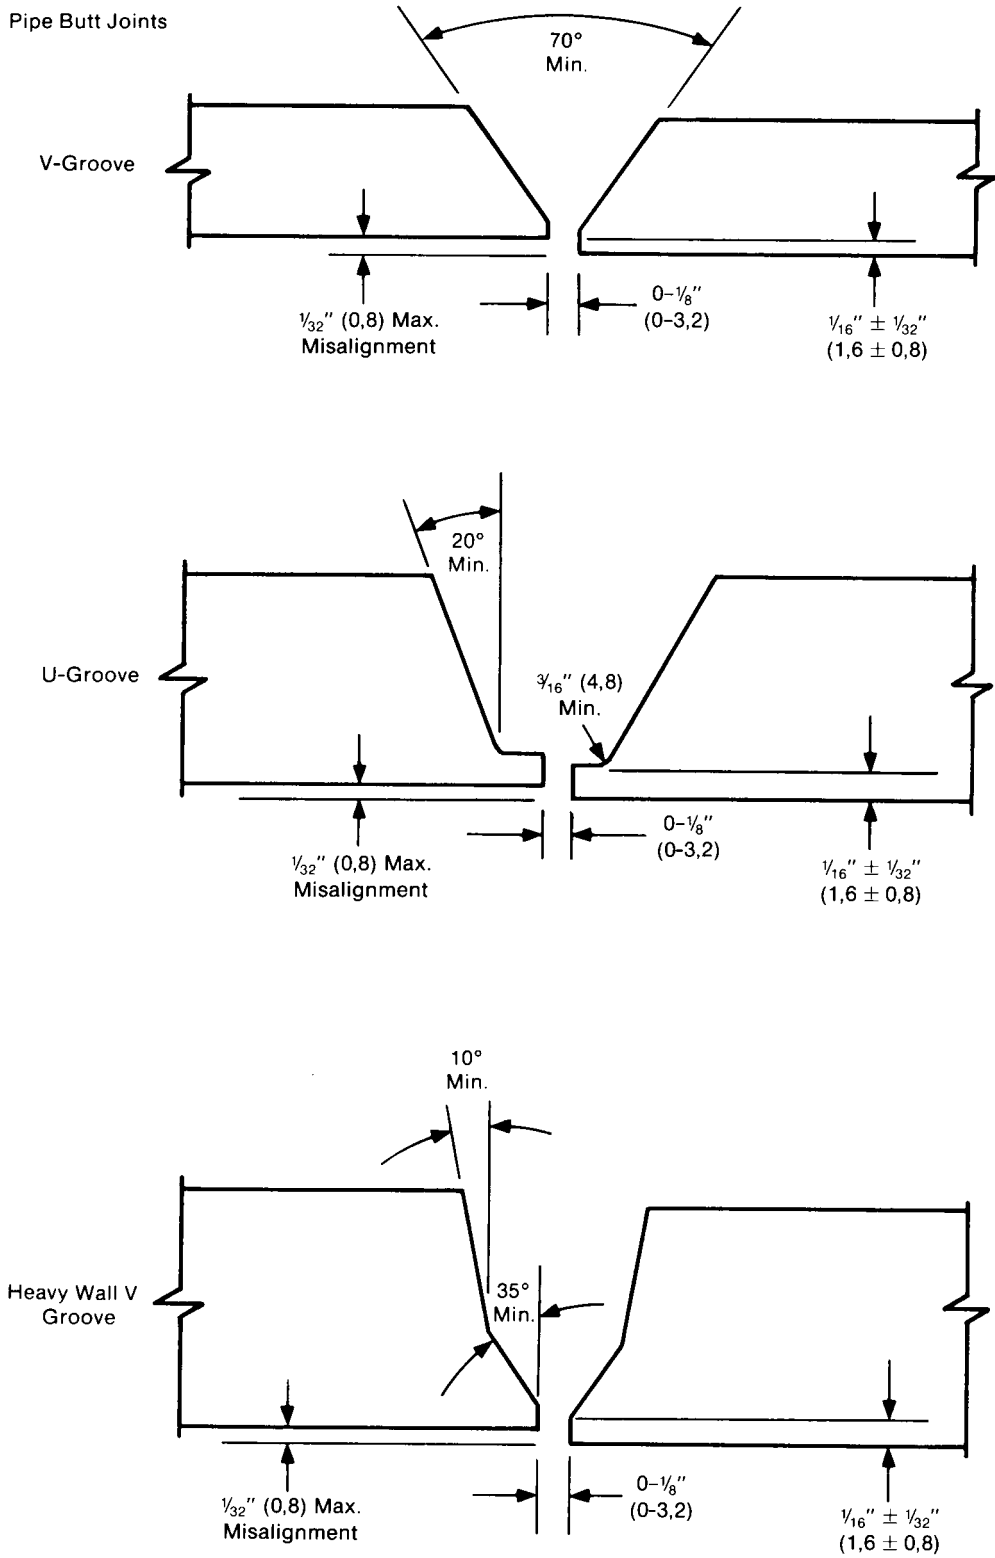 Pipe Butt Joints
70°
Min.
V-Groove
1/32″ (0,8) Max.
Misalignment
0–1/8″
(0–3,2)
1/16″ ± 1/32″
(1,6 ± 0,8)
20°
Min.
U-Groove
3/16″ (4,8)
Min.
1/32″ (0,8) Max.
Misalignment
0–1/8″
(0-3,2)
1/16″ ± 1/32″
(1,6 ± 0,8)
10°
Min.
Heavy Wall V
Groove
35°
Min.
1/32″ (0,8) Max.
Misalignment
0–1/8″
(0-3,2)
1/16″ ± 1/32″
(1,6 ± 0,8)